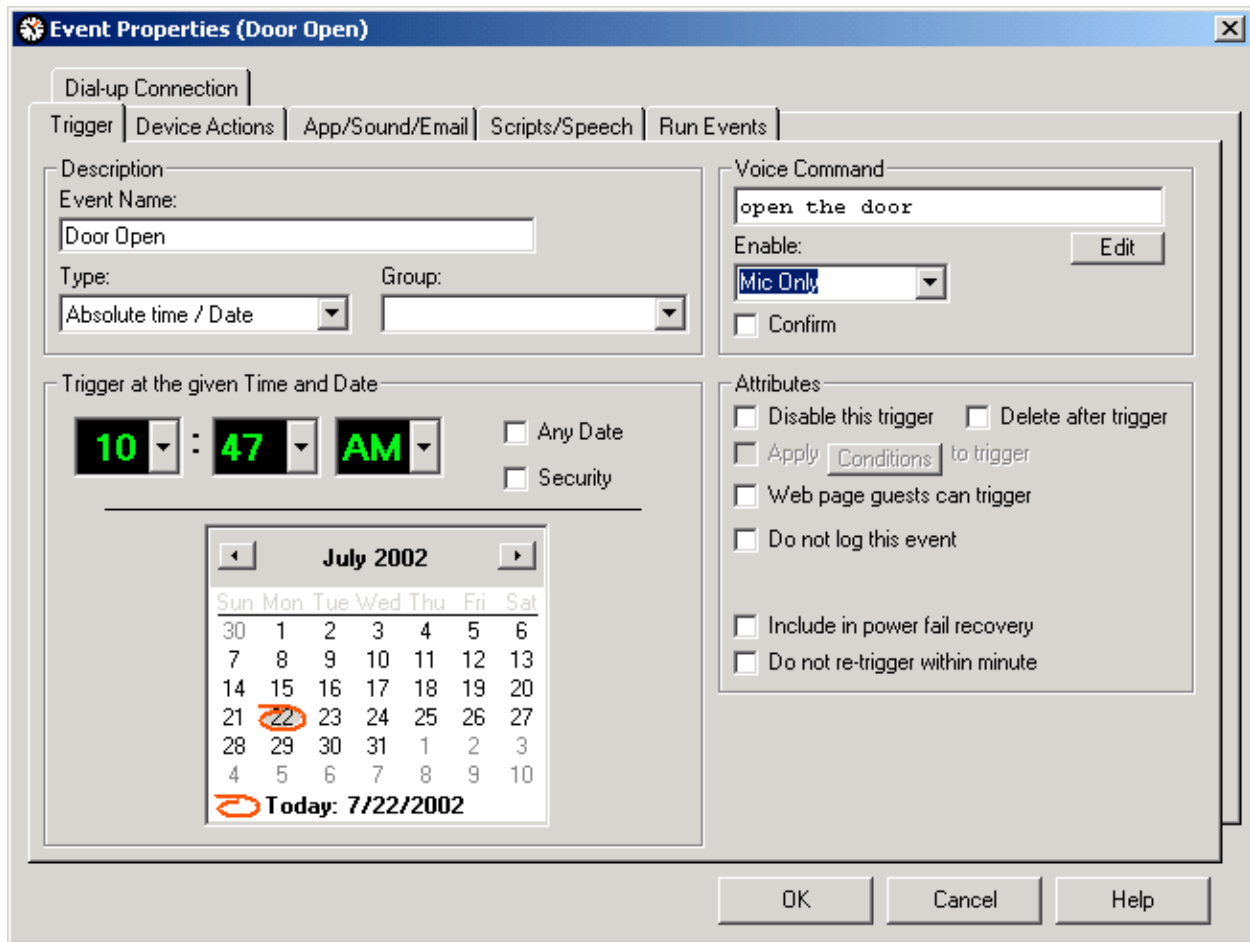 Event Properties (Door Open)
Dial-up Connection
Trigger
Device Actions
App/Sound/Email
Scripts/Speech
Run Events
Description
Event Name:
Door Open
Type:
Group:
Absolute time / Date
Voice Command
open the door
Enable:
Edit
Mic Only
Confirm
Trigger at the given Time and Date
10 : 47 AM
Any Date
Security
July 2002
Sun Mon Tue Wed Thu Fri Sat
30 1 2 3 4 5 6
7 8 9 10 11 12 13
14 15 16 17 18 19 20
21 22 23 24 25 26 27
28 29 30 31 1 2 3
4 5 6 7 8 9 10
Today: 7/22/2002
Attributes
Disable this trigger
Delete after trigger
Apply Conditions to trigger
Web page guests can trigger
Do not log this event
Include in power fail recovery
Do not re-trigger within minute
OK
Cancel
Help